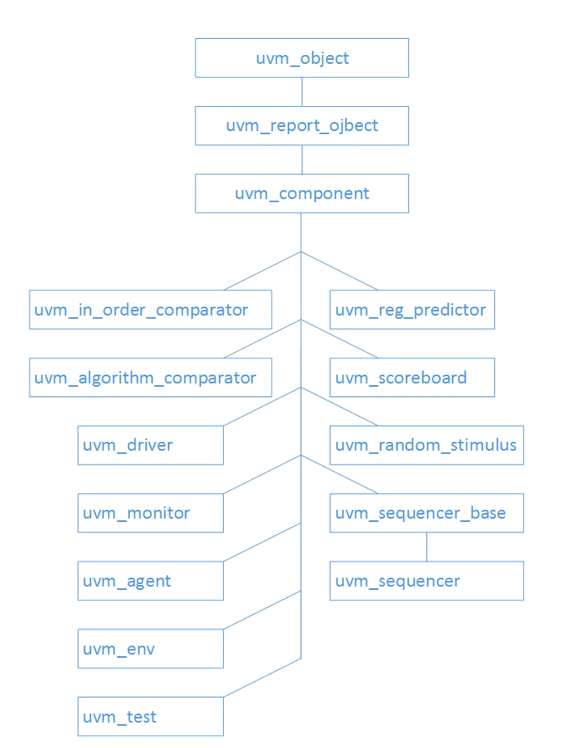 uvm_object
uvm_report_ojbect
uvm_component
uvm_in_order_comparator
uvm_reg_predictor
uvm_algorithm_comparator
uvm_scoreboard
uvm_driver
uvm_random_stimulus
uvm_monitor
uvm_sequencer_base
uvm_agent
uvm_sequencer
uvm_env
uvm_test